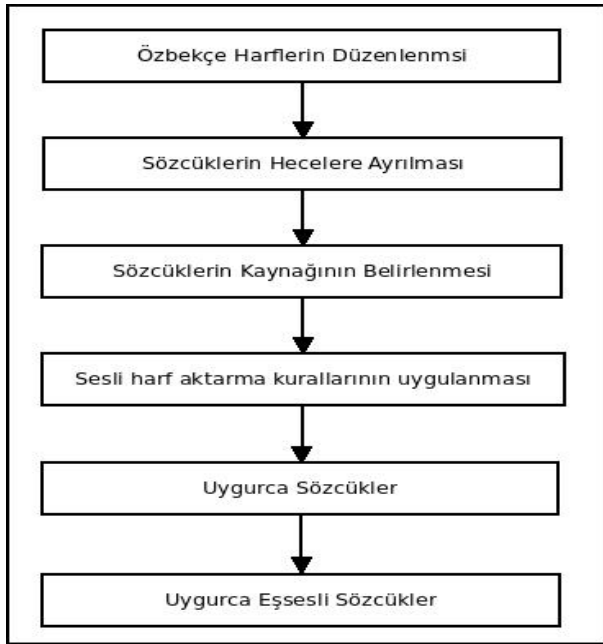 Özbekçe Harflerin Düzenlenmsi
Sözcüklerin Hecelere Ayrılması
Sözcüklerin Kaynağının Belirlenmesi
Sesli harf aktarma kurallarının uygulanması
Uygurca Sözcükler
Uygurca Eşsesli Sözcükler